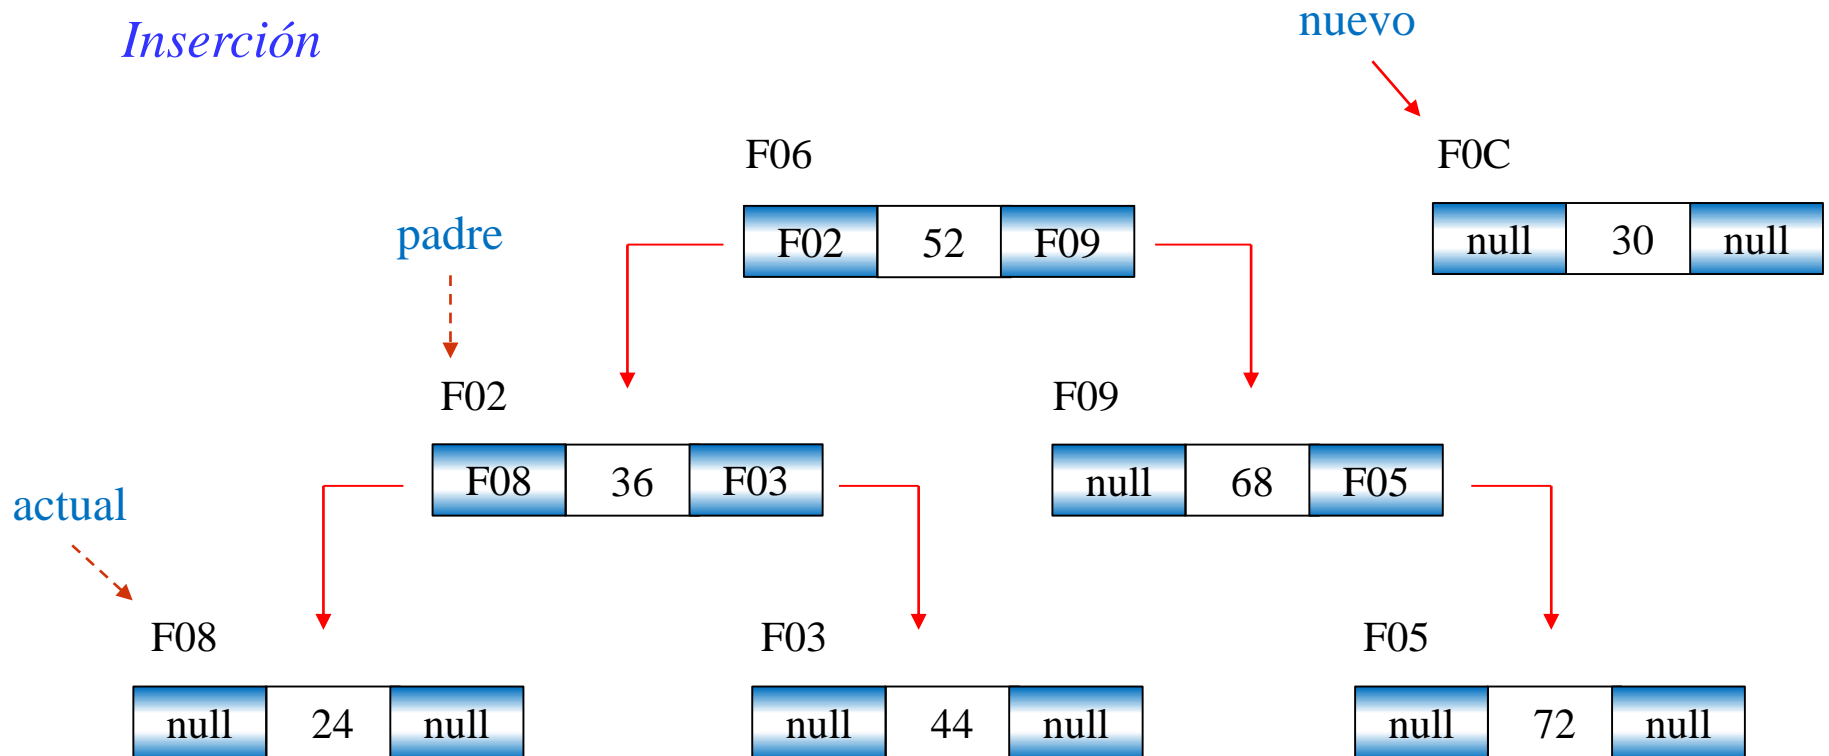 Inserción
nuevo
F06
F0C
padre
F02 52 F09
null 30 null
F02
F09
actual
F08 36 F03
null 68 F05
F08
F03
F05
null 24 null
null 44 null
null 72 null